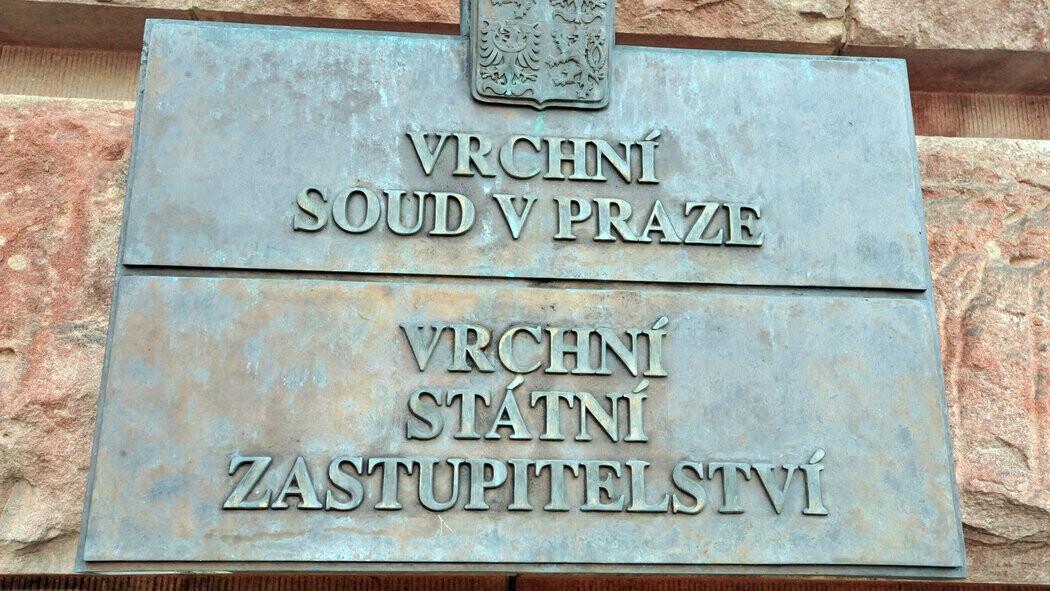 VRCHNÍ
SOUD V PRAZE
VRCHNÍ
STÁTNÍ
ZASTUPITELSTVÍ